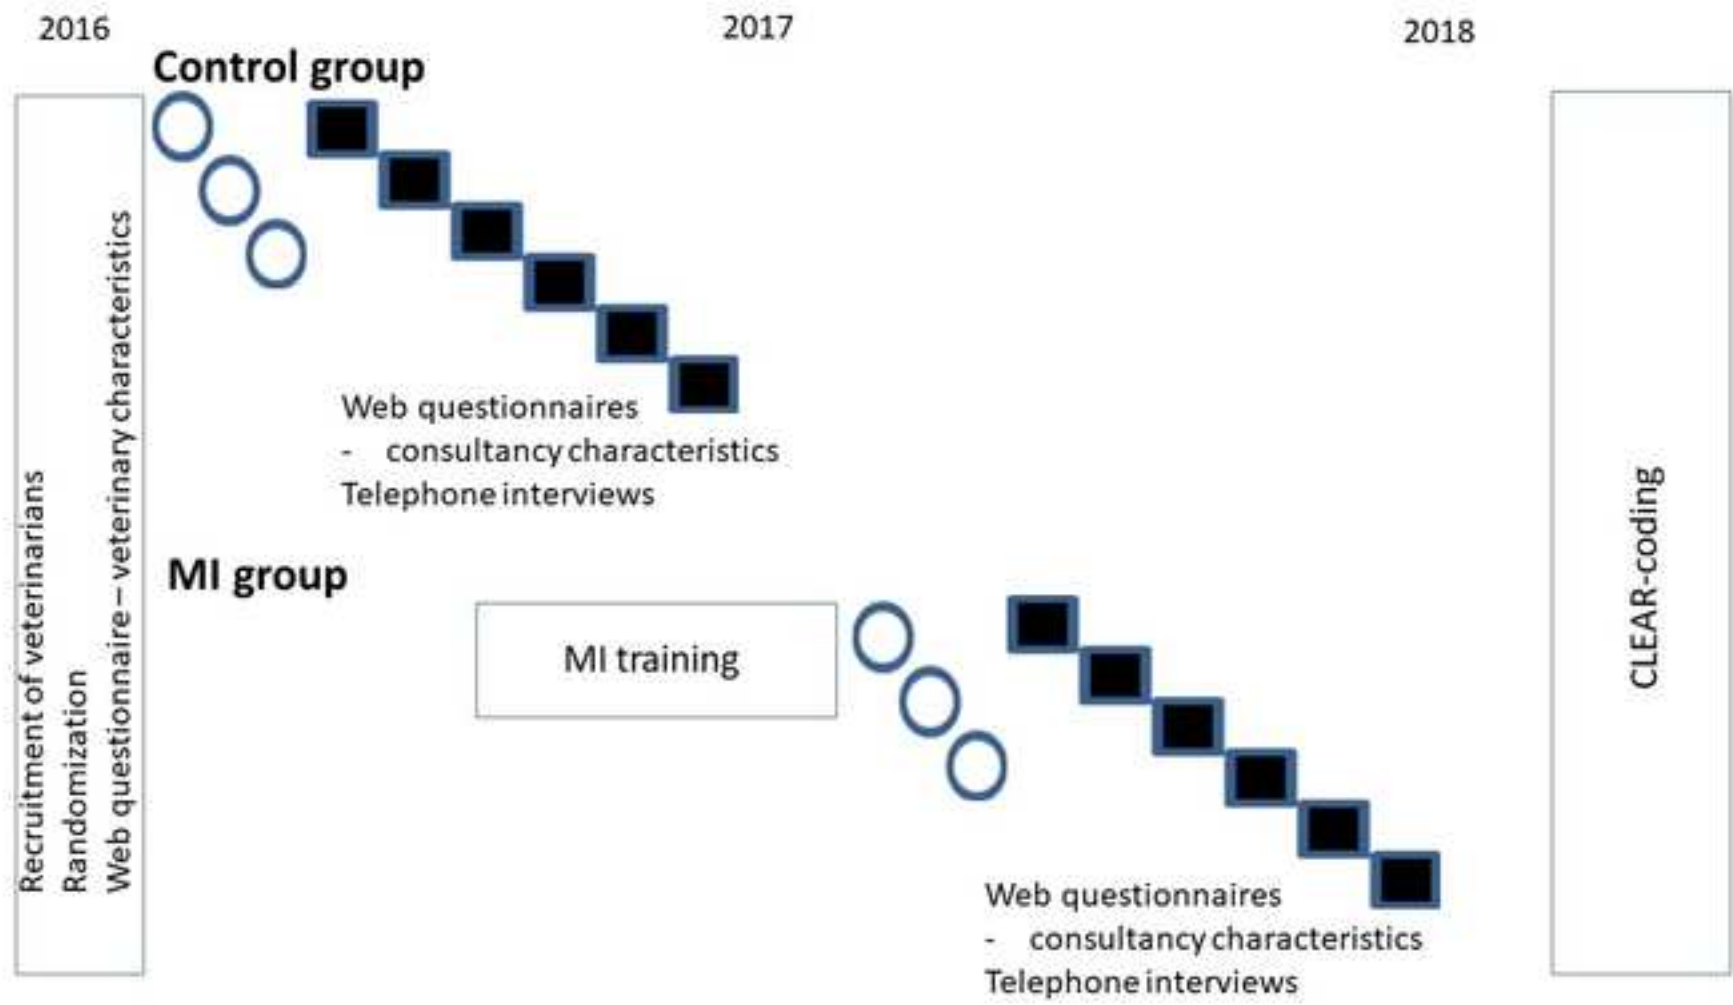 2016
2017
2018
Control group
Recruitment of veterinarians
Randomization
Web questionnaire – veterinary characteristics
Web questionnaires
- consultancy characteristics
Telephone interviews
MI group
MI training
Web questionnaires
- consultancy characteristics
Telephone interviews
CLEAR-coding